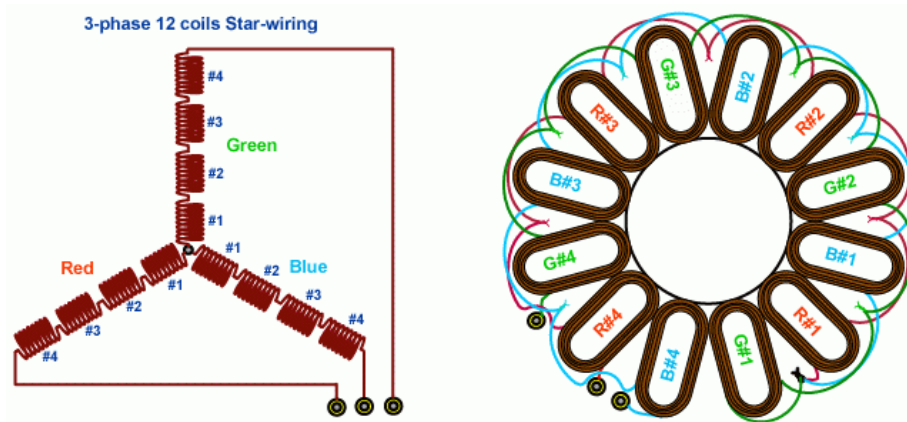 3-phase 12 coils Star-wiring
#4
#3
Green
#2
#1
Red
#1
#2
#3
#4
#1
Blue
#2
#3
#4
G#3
B#2
R#3
R#2
B#3
G#2
G#4
B#1
R#4
R#1
B#4
G#1